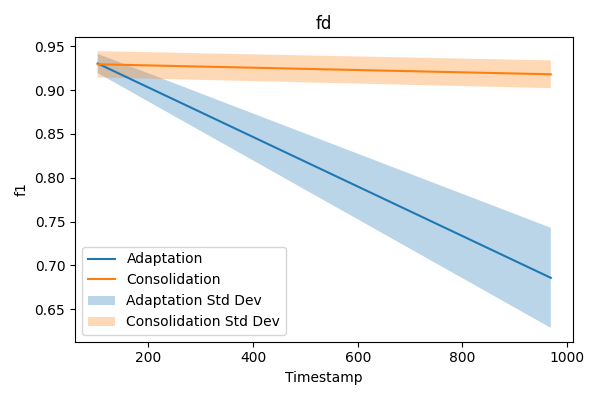 fd
0.95
0.90
0.85
0.80
0.75
0.70
0.65
f1
Adaptation
Consolidation
Adaptation Std Dev
Consolidation Std Dev
200 400 600 800 1000
Timestamp